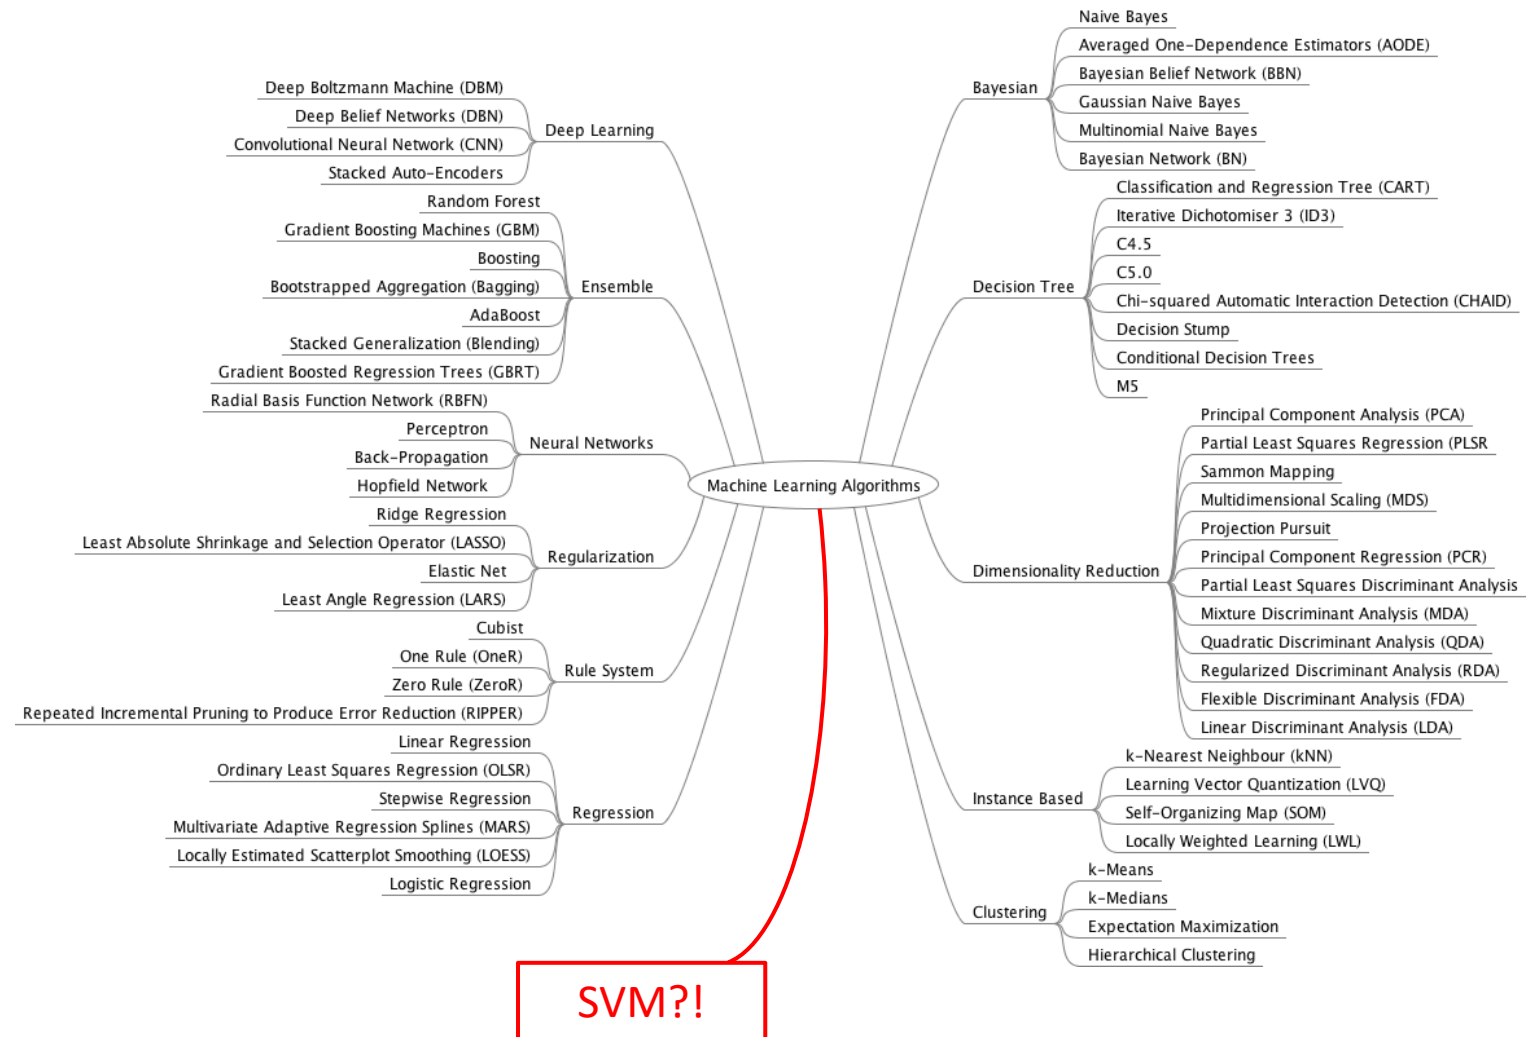 Deep Boltzmann Machine (DBM)
Deep Belief Networks (DBN)
Convolutional Neural Network (CNN)
Stacked Auto-Encoders
Deep Learning
Random Forest
Gradient Boosting Machines (GBM)
Boosting
Bootstrapped Aggregation (Bagging)
AdaBoost
Stacked Generalization (Blending)
Gradient Boosted Regression Trees (GBRT)
Ensemble
Radial Basis Function Network (RBFN)
Perceptron
Back-Propagation
Hopfield Network
Neural Networks
Ridge Regression
Least Absolute Shrinkage and Selection Operator (LASSO)
Elastic Net
Least Angle Regression (LARS)
Regularization
Cubist
One Rule (OneR)
Zero Rule (ZeroR)
Repeated Incremental Pruning to Produce Error Reduction (RIPPER)
Rule System
Linear Regression
Ordinary Least Squares Regression (OLSR)
Stepwise Regression
Multivariate Adaptive Regression Splines (MARS)
Locally Estimated Scatterplot Smoothing (LOESS)
Logistic Regression
Regression
Machine Learning Algorithms
Bayesian
Naive Bayes
Averaged One-Dependence Estimators (AODE)
Bayesian Belief Network (BBN)
Gaussian Naive Bayes
Multinomial Naive Bayes
Bayesian Network (BN)
Decision Tree
Classification and Regression Tree (CART)
Iterative Dichotomiser 3 (ID3)
C4.5
C5.0
Chi-squared Automatic Interaction Detection (CHAID)
Decision Stump
Conditional Decision Trees
M5
Dimensionality Reduction
Principal Component Analysis (PCA)
Partial Least Squares Regression (PLSR
Sammon Mapping
Multidimensional Scaling (MDS)
Projection Pursuit
Principal Component Regression (PCR)
Partial Least Squares Discriminant Analysis
Mixture Discriminant Analysis (MDA)
Quadratic Discriminant Analysis (QDA)
Regularized Discriminant Analysis (RDA)
Flexible Discriminant Analysis (FDA)
Linear Discriminant Analysis (LDA)
Instance Based
k-Nearest Neighbour (kNN)
Learning Vector Quantization (LVQ)
Self-Organizing Map (SOM)
Locally Weighted Learning (LWL)
Clustering
k-Means
k-Medians
Expectation Maximization
Hierarchical Clustering
SVM?!